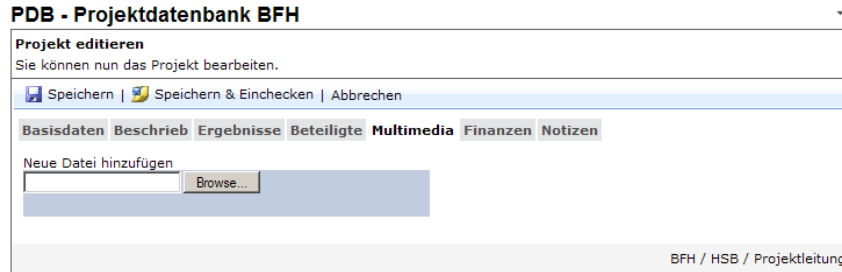 PDB - Projektdatenbank BFH
Projekt editieren
Sie können nun das Projekt bearbeiten.
Speichern | Speichern & Einchecken | Abbrechen
Basisdaten Beschrieb Ergebnisse Beteiligte Multimedia Finanzen Notizen
Neue Datei hinzufügen
Browse...
BFH / HSB / Projektleitung